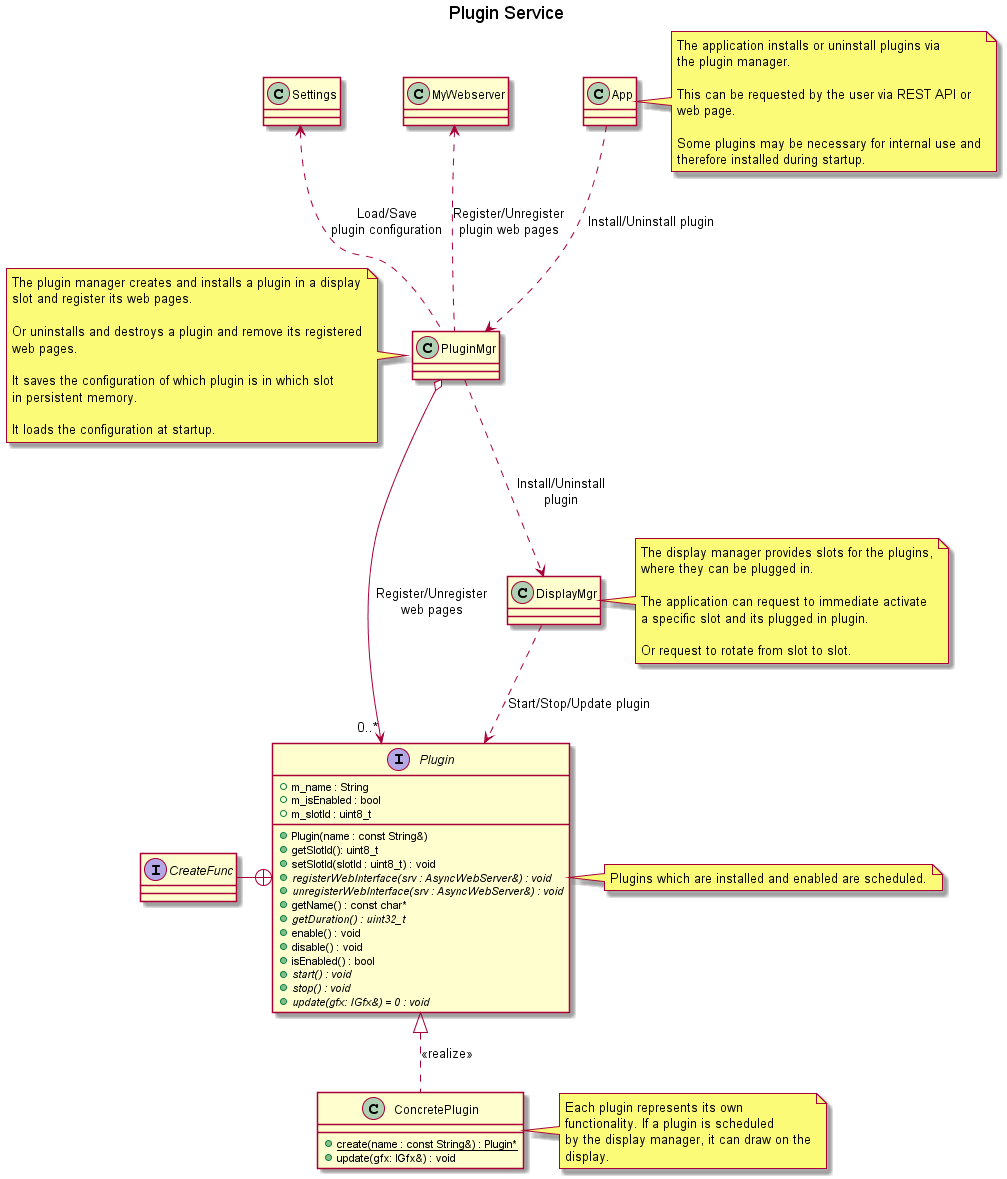 Plugin Service
The application installs or uninstall plugins via
the plugin manager.
This can be requested by the user via REST API or
web page.
Some plugins may be necessary for internal use and
therefore installed during startup.
C Settings
C MyWebserver
C App
Load/Save
plugin configuration
Register/Unregister
plugin web pages
Install/Uninstall plugin
The plugin manager creates and installs a plugin in a display
slot and register its web pages.
Or uninstalls and destroys a plugin and remove its registered
web pages.
It saves the configuration of which plugin is in which slot
in persistent memory.
It loads the configuration at startup.
C PluginMgr
Install/Uninstall
plugin
The display manager provides slots for the plugins,
where they can be plugged in.
The application can request to immediate activate
a specific slot and its plugged in plugin.
Or request to rotate from slot to slot.
C DisplayMgr
Register/Unregister
web pages
Start/Stop/Update plugin
0..*
I Plugin
m_name : String
m_isEnabled : bool
m_slotId : uint8_t
Plugin(name : const String&)
getSlotId(): uint8_t
setSlotId(slotId : uint8_t) : void
registerWebInterface(srv : AsyncWebServer&) : void
unregisterWebInterface(srv : AsyncWebServer&) : void
getName() : const char*
getDuration() : uint32_t
enable() : void
disable() : void
isEnabled() : bool
start() : void
stop() : void
update(gfx: IGfx&) = 0 : void
I CreateFunc
Plugins which are installed and enabled are scheduled.
«realize»
C ConcretePlugin
create(name : const String&) : Plugin*
update(gfx: IGfx&) : void
Each plugin represents its own
functionality. If a plugin is scheduled
by the display manager, it can draw on the
display.